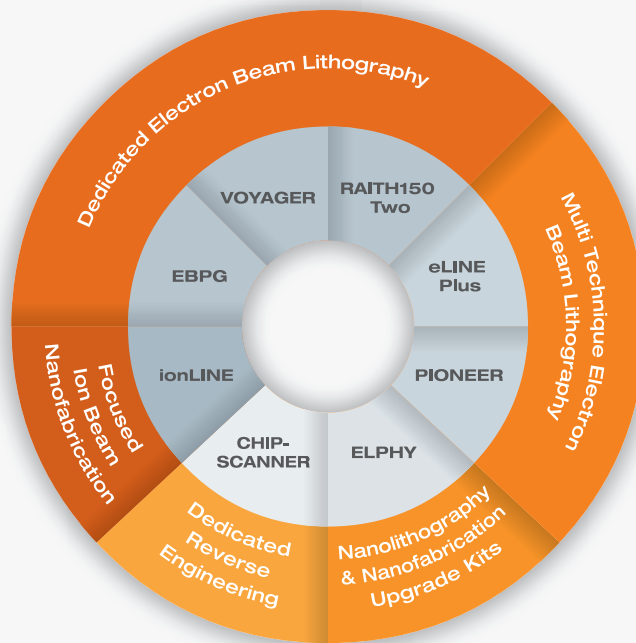 Dedicated Electron Beam Lithography
VOYAGER
RAITH150
Two
EBPG
eLINE
Plus
Multi Technique Electron
Beam Lithography
ionLINE
PIONEER
Focused
Ion Beam
Nanofabrication
CHIP-
SCANNER
ELPHY
Dedicated
Reverse
Engineering
Nanolithography
& Nanofabrication
Upgrade Kits